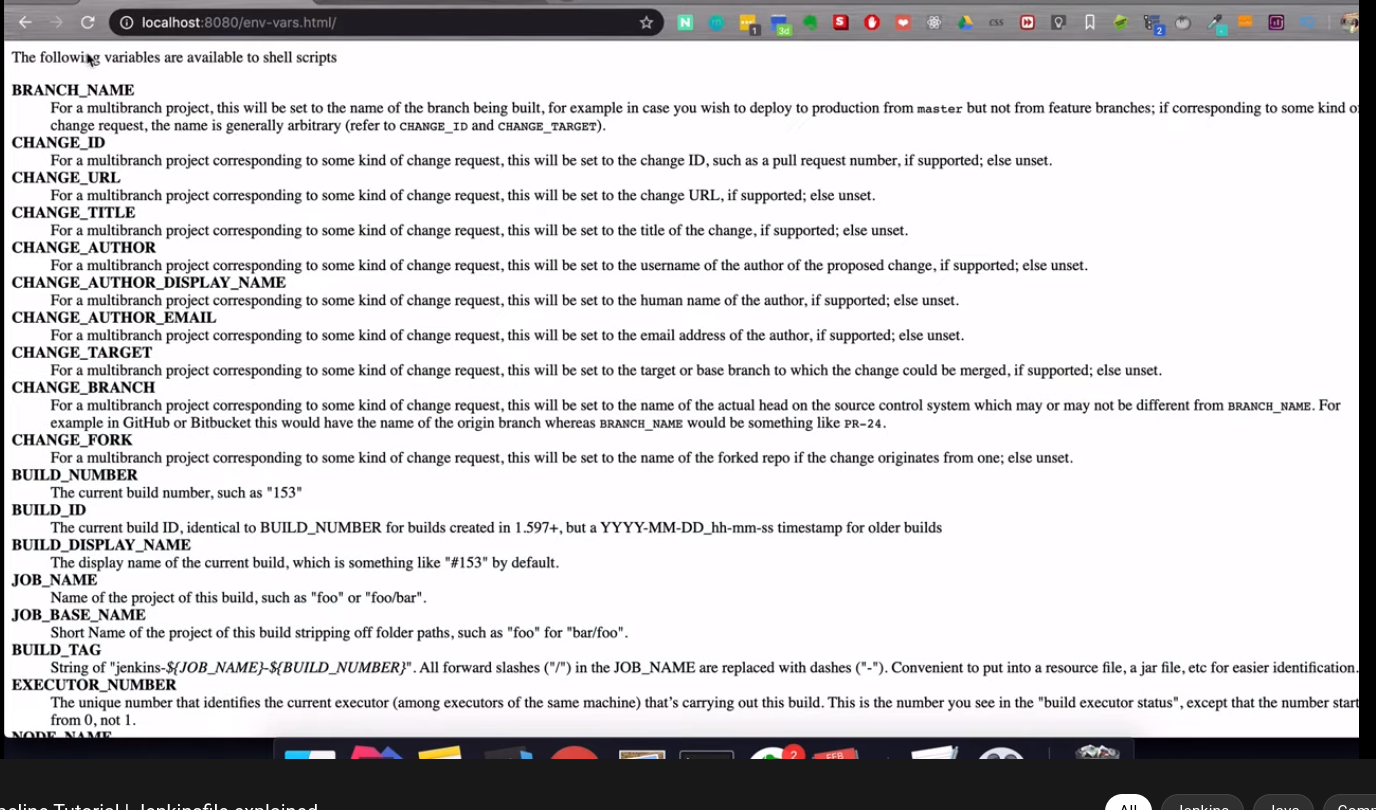 localhost:8080/env-vars.html/
The following variables are available to shell scripts
BRANCH_NAME
For a multibranch project, this will be set to the name of the branch being built, for example in case you wish to deploy to production from master but not from feature branches; if corresponding to some kind
change request, the name is generally arbitrary (refer to CHANGE_ID and CHANGE_TARGET).
CHANGE_ID
For a multibranch project corresponding to some kind of change request, this will be set to the change ID, such as a pull request number, if supported; else unset.
CHANGE_URL
For a multibranch project corresponding to some kind of change request, this will be set to the change URL, if supported; else unset.
CHANGE_TITLE
For a multibranch project corresponding to some kind of change request, this will be set to the title of the change, if supported; else unset.
CHANGE_AUTHOR
For a multibranch project corresponding to some kind of change request, this will be set to the username of the author of the proposed change, if supported; else unset.
CHANGE_AUTHOR_DISPLAY_NAME
For a multibranch project corresponding to some kind of change request, this will be set to the human name of the author, if supported; else unset.
CHANGE_AUTHOR_EMAIL
For a multibranch project corresponding to some kind of change request, this will be set to the email address of the author, if supported; else unset.
CHANGE_TARGET
For a multibranch project corresponding to some kind of change request, this will be set to the target or base branch to which the change could be merged, if supported; else unset.
CHANGE_BRANCH
For a multibranch project corresponding to some kind of change request, this will be set to the name of the actual head on the source control system which may or may not be different from BRANCH_NAME. For
example in GitHub or Bitbucket this would have the name of the origin branch whereas BRANCH_NAME would be something like PR-24.
CHANGE_FORK
For a multibranch project corresponding to some kind of change request, this will be set to the name of the forked repo if the change originates from one; else unset.
BUILD_NUMBER
The current build number, such as "153"
BUILD_ID
The current build ID, identical to BUILD_NUMBER for builds created in 1.597+, but a YYYY-MM-DD_hh-mm-ss timestamp for older builds
BUILD_DISPLAY_NAME
The display name of the current build, which is something like "#153" by default.
JOB_NAME
Name of the project of this build, such as "foo" or "foo/bar".
JOB_BASE_NAME
Short Name of the project of this build stripping off folder paths, such as "foo" for "bar/foo".
BUILD_TAG
String of "jenkins-${JOB_NAME}-${BUILD_NUMBER}". All forward slashes ("/") in the JOB_NAME are replaced with dashes ("-"). Convenient to put into a resource file, a jar file, etc for easier identification.
EXECUTOR_NUMBER
The unique number that identifies the current executor (among executors of the same machine) that's carrying out this build. This is the number you see in the "build executor status", except that the number start
from 0, not 1.
NODE_NAME
Tutorial | Jenkinsfile explained
All
Jenkins
Java